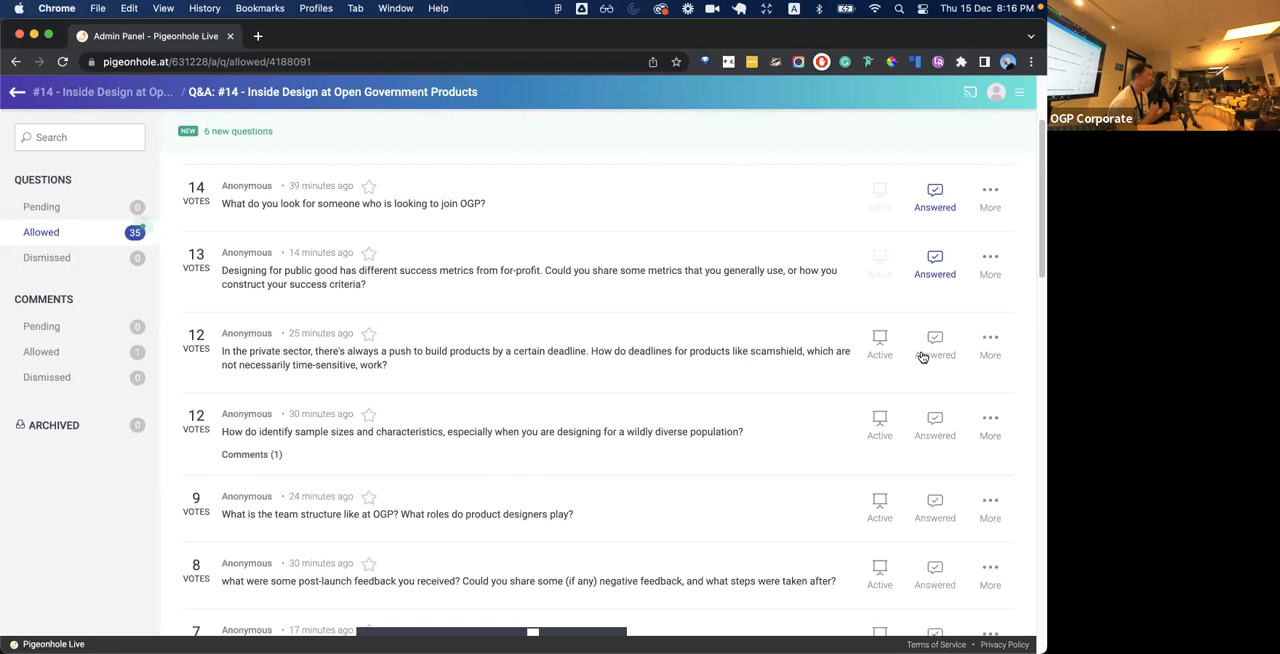 Chrome File Edit View History Bookmarks Profiles Tab Window Help Thu 15 Dec 8:16 PM
Admin Panel - Pigeonhole Live
pigeonhole.at/631228/a/q/allowed/4188091
#14 - Inside Design at Op... / Q&A: #14 - Inside Design at Open Government Products
OGP Corporate
Search
QUESTIONS
Pending 0
Allowed 35
Dismissed 0
COMMENTS
Pending 0
Allowed 1
Dismissed 0
ARCHIVED 0
NEW 6 new questions
14 VOTES
Anonymous • 39 minutes ago
What do you look for someone who is looking to join OGP?
Active Answered More
13 VOTES
Anonymous • 14 minutes ago
Designing for public good has different success metrics from for-profit. Could you share some metrics that you generally use, or how you
construct your success criteria?
Active Answered More
12 VOTES
Anonymous • 25 minutes ago
In the private sector, there's always a push to build products by a certain deadline. How do deadlines for products like scamshield, which are
not necessarily time-sensitive, work?
Active Answered More
12 VOTES
Anonymous • 30 minutes ago
How do identify sample sizes and characteristics, especially when you are designing for a wildly diverse population?
Comments (1)
Active Answered More
9 VOTES
Anonymous • 24 minutes ago
What is the team structure like at OGP? What roles do product designers play?
Active Answered More
8 VOTES
Anonymous • 30 minutes ago
what were some post-launch feedback you received? Could you share some (if any) negative feedback, and what steps were taken after?
Active Answered More
7
Anonymous • 17 minutes ago
Pigeonhole Live
Terms of Service • Privacy Policy